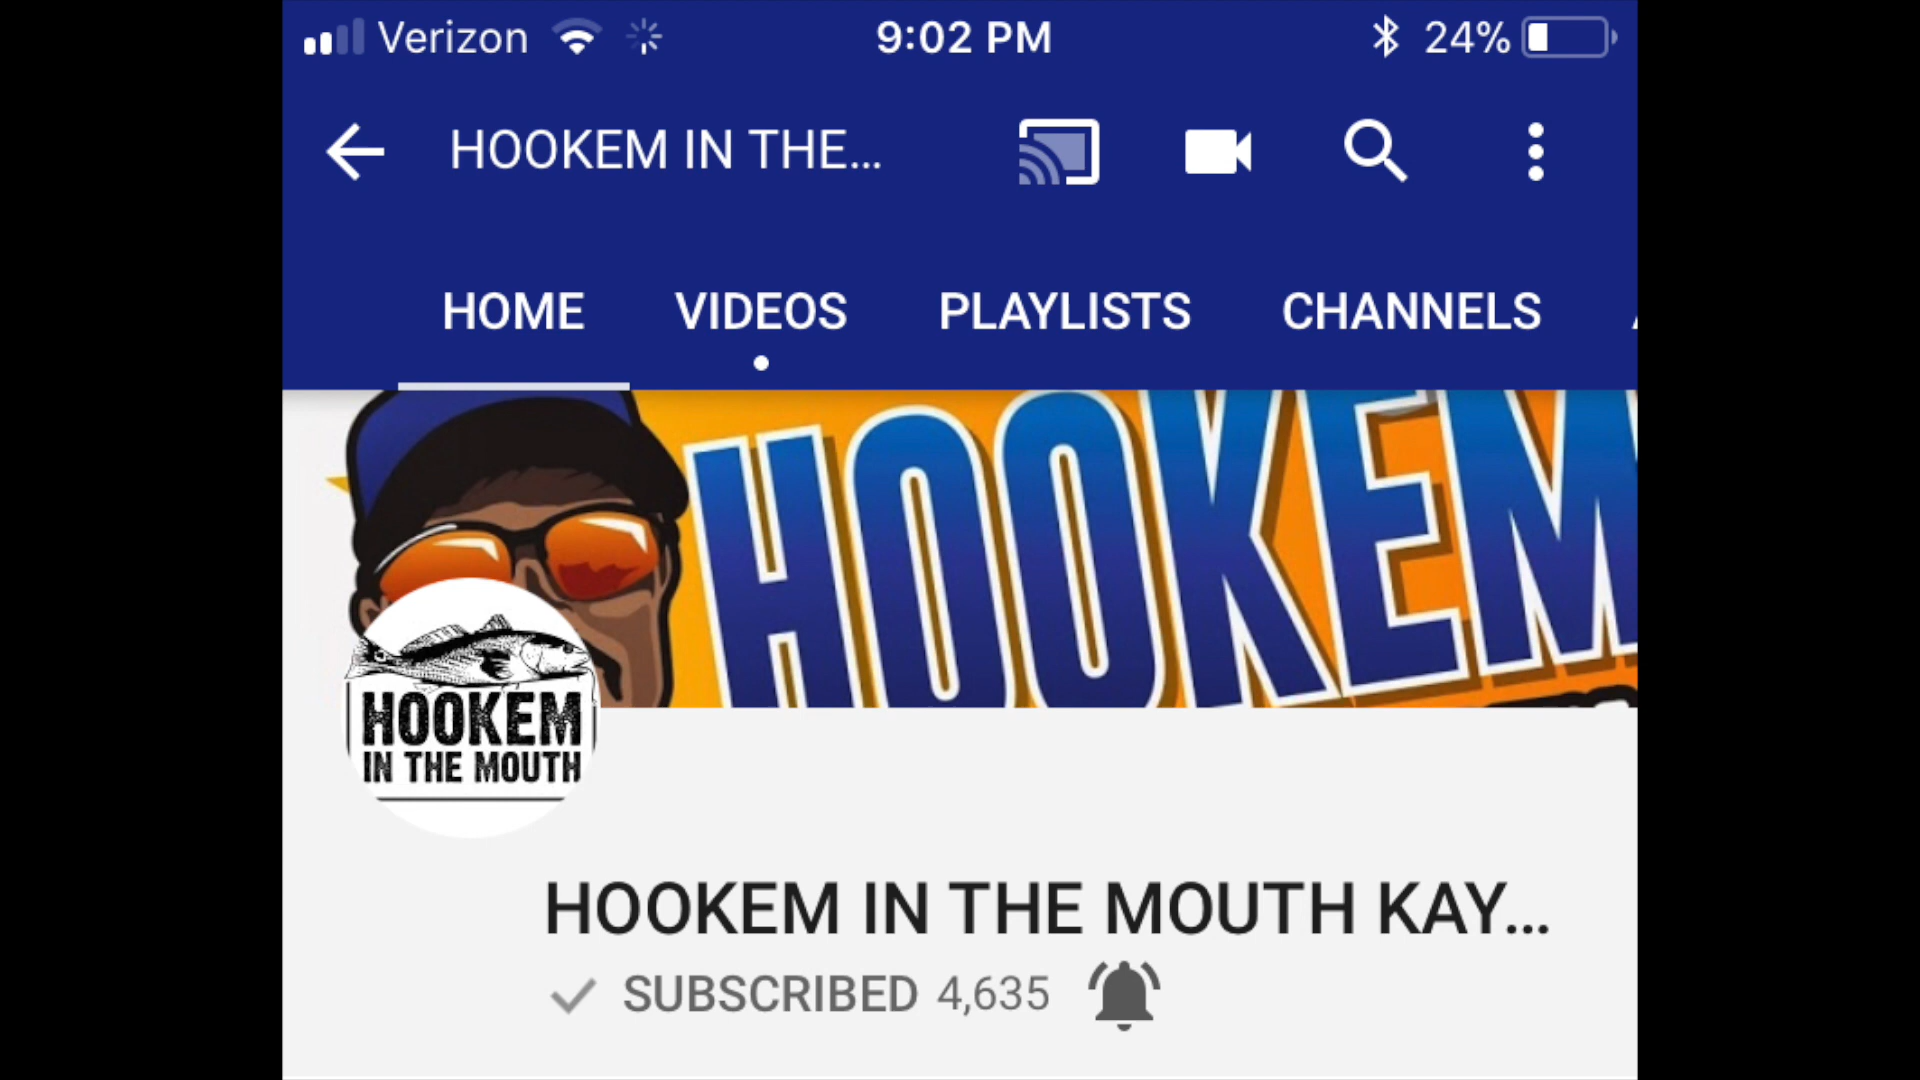 Verizon 9:02 PM 24%
HOOKEM IN THE...
HOME VIDEOS PLAYLISTS CHANNELS
HOOKEM
HOOKEM
IN THE MOUTH
HOOKEM IN THE MOUTH KAY...
SUBSCRIBED 4,635